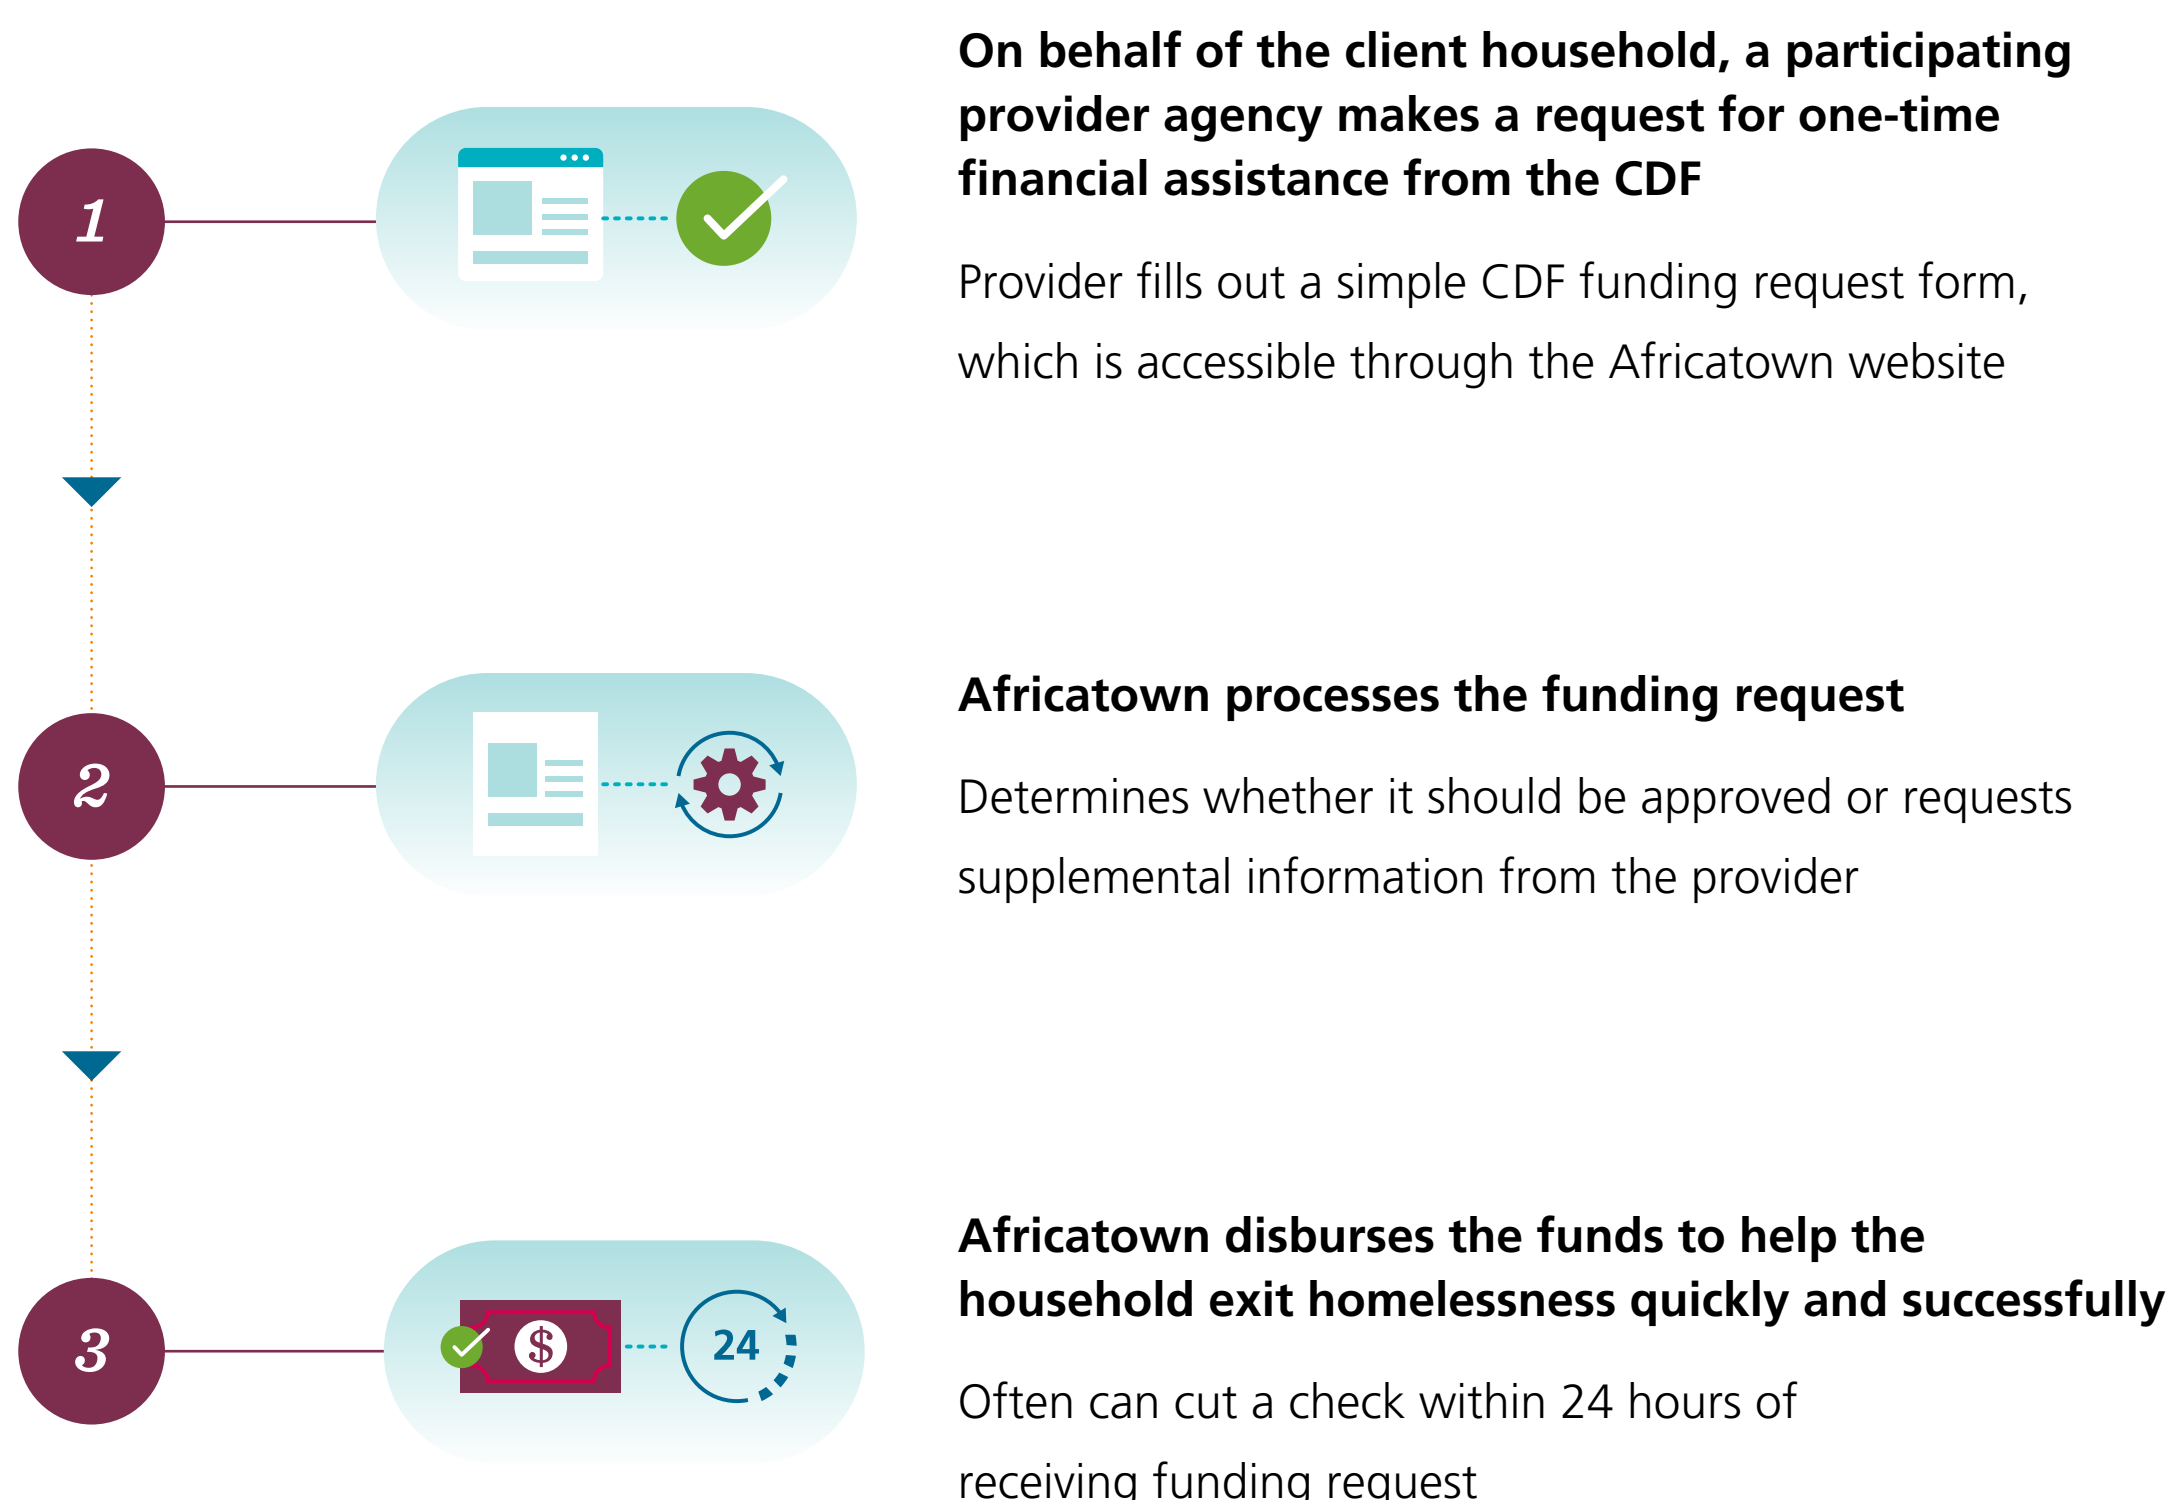 1
On behalf of the client household, a participating
provider agency makes a request for one-time
financial assistance from the CDF
Provider fills out a simple CDF funding request form,
which is accessible through the Africatown website
2
Africatown processes the funding request
Determines whether it should be approved or requests
supplemental information from the provider
3
$
24
Africatown disburses the funds to help the
household exit homelessness quickly and successfully
Often can cut a check within 24 hours of
receiving funding request